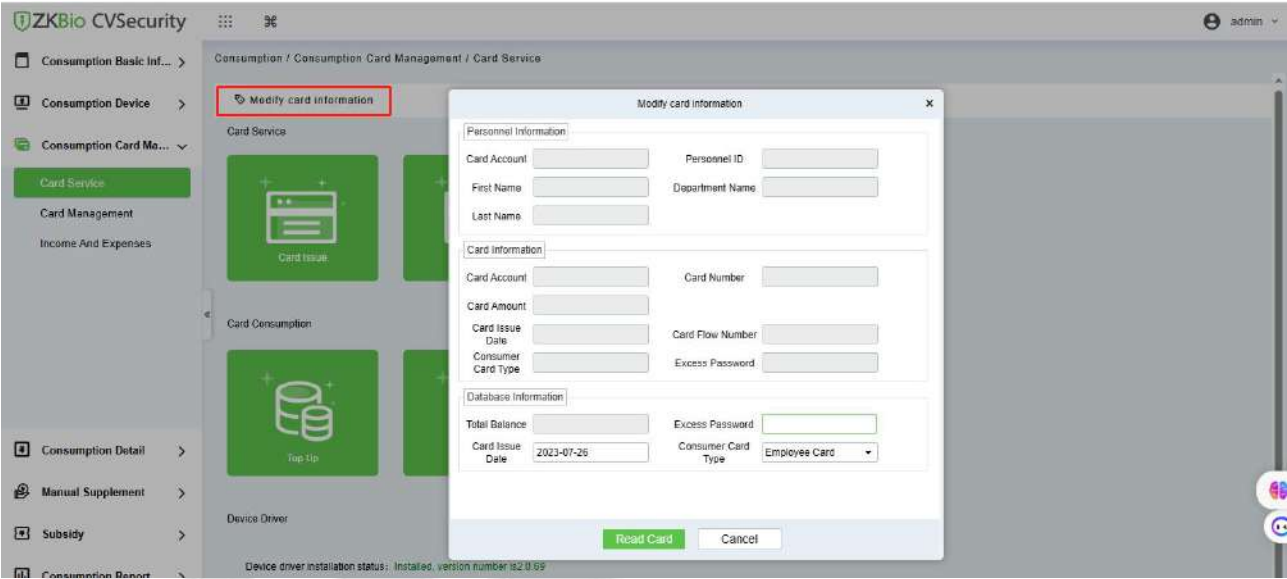 ZKBio CVSecurity
admin
Consumption Basic Inf...
Consumption Device
Consumption Card Ma...
Card Service
Card Management
Income And Expenses
Consumption Detail
Manual Supplement
Subsidy
Consumption Report
Consumption / Consumption Card Management / Card Service
Modify card information
Card Service
Card Issue
Card Consumption
Top Up
Device Driver
Device driver installation status: Installed, version number is2.0.69
Modify card information
Personnel Information
Card Account
Personnel ID
First Name
Department Name
Last Name
Card Information
Card Account
Card Number
Card Amount
Card Issue
Date
Card Flow Number
Consumer
Card Type
Excess Password
Database Information
Total Balance
Excess Password
Card Issue
Date
2023-07-26
Consumer Card
Type
Employee Card
Read Card
Cancel